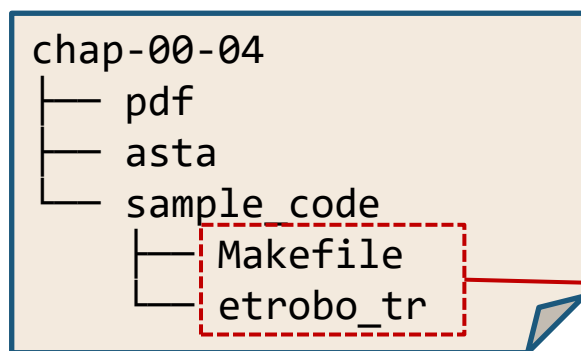 chap-00-04
├── pdf
├── asta
└── sample_code
    ├── Makefile
    └── etrobo_tr